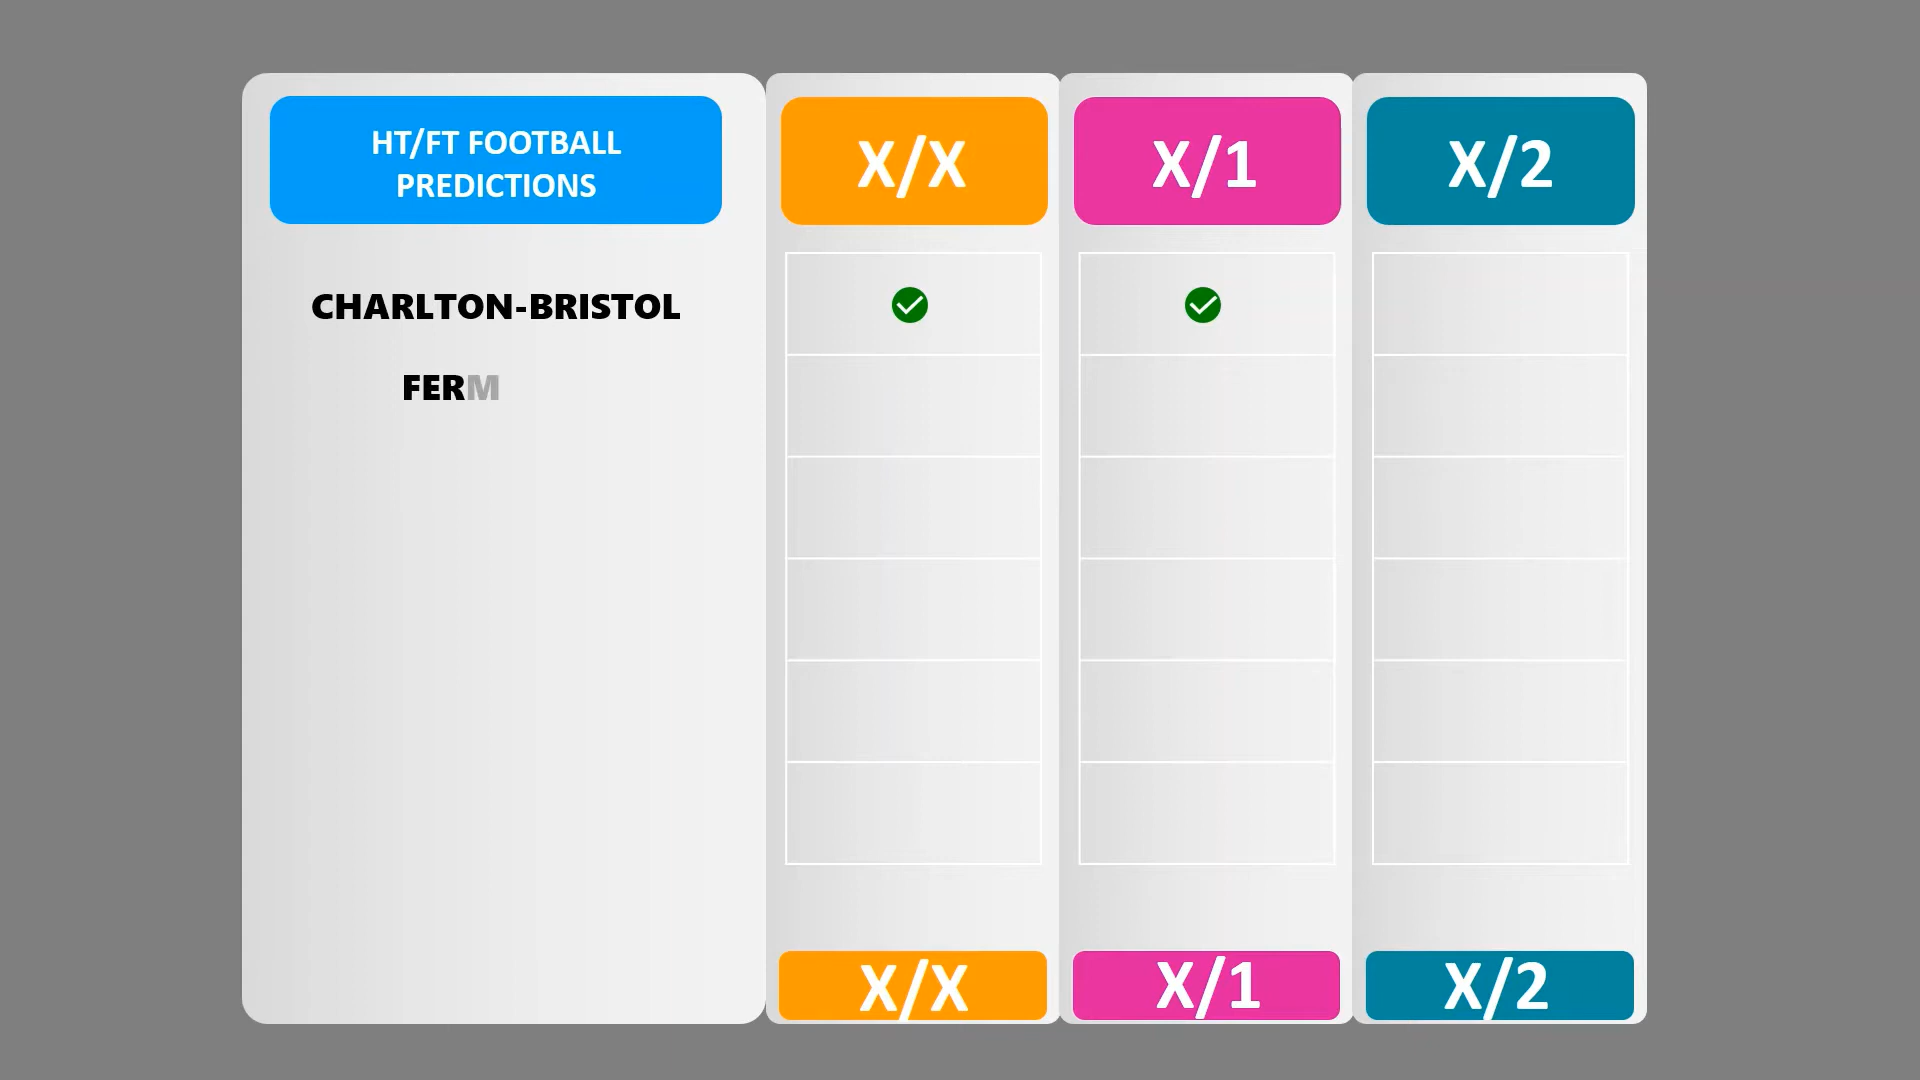 HT/FT FOOTBALL
PREDICTIONS
X/X
X/1
X/2
CHARLTON-BRISTOL
FERM
X/X
X/1
X/2